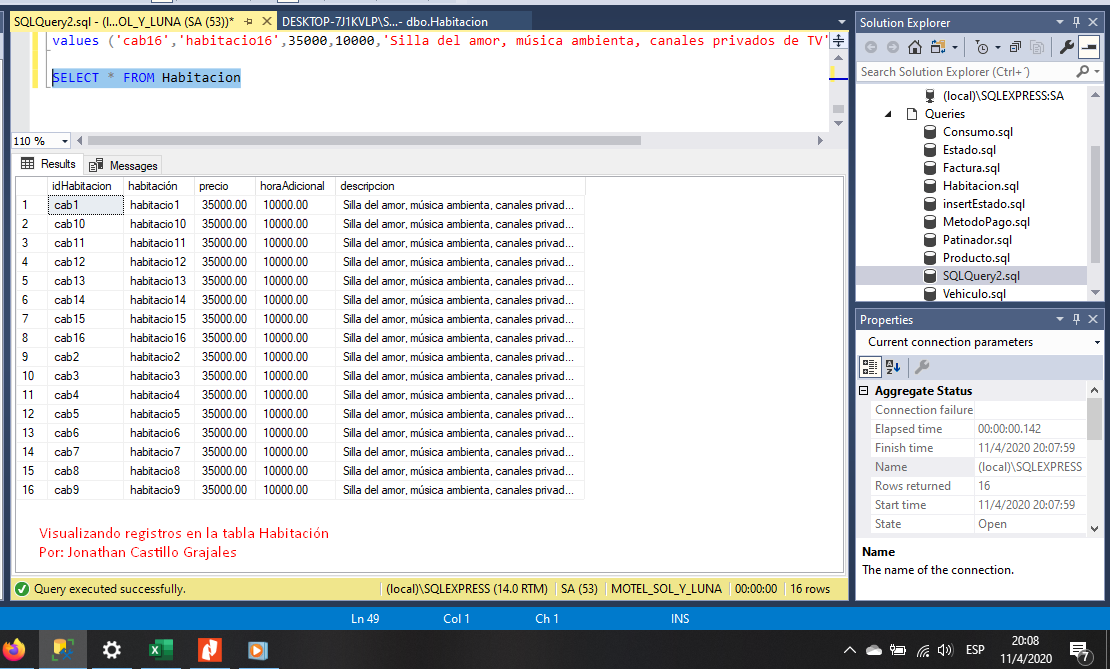 SQLQuery2.sql - (l...OL_Y_LUNA (SA (53))* DESKTOP-7J1KVLP\S...- dbo.Habitacion
values ('cab16','habitacio16',35000,10000,'Silla del amor, música ambienta, canales privados de TV'
SELECT * FROM Habitacion
110 %
Results Messages
idHabitacion habitación precio horaAdicional descripcion
1 cab1 habitacio1 35000.00 10000.00 Silla del amor, música ambienta, canales privad...
2 cab10 habitacio10 35000.00 10000.00 Silla del amor, música ambienta, canales privad...
3 cab11 habitacio11 35000.00 10000.00 Silla del amor, música ambienta, canales privad...
4 cab12 habitacio12 35000.00 10000.00 Silla del amor, música ambienta, canales privad...
5 cab13 habitacio13 35000.00 10000.00 Silla del amor, música ambienta, canales privad...
6 cab14 habitacio14 35000.00 10000.00 Silla del amor, música ambienta, canales privad...
7 cab15 habitacio15 35000.00 10000.00 Silla del amor, música ambienta, canales privad...
8 cab16 habitacio16 35000.00 10000.00 Silla del amor, música ambienta, canales privad...
9 cab2 habitacio2 35000.00 10000.00 Silla del amor, música ambienta, canales privad...
10 cab3 habitacio3 35000.00 10000.00 Silla del amor, música ambienta, canales privad...
11 cab4 habitacio4 35000.00 10000.00 Silla del amor, música ambienta, canales privad...
12 cab5 habitacio5 35000.00 10000.00 Silla del amor, música ambienta, canales privad...
13 cab6 habitacio6 35000.00 10000.00 Silla del amor, música ambienta, canales privad...
14 cab7 habitacio7 35000.00 10000.00 Silla del amor, música ambienta, canales privad...
15 cab8 habitacio8 35000.00 10000.00 Silla del amor, música ambienta, canales privad...
16 cab9 habitacio9 35000.00 10000.00 Silla del amor, música ambienta, canales privad...
Visualizando registros en la tabla Habitación
Por: Jonathan Castillo Grajales
Query executed successfully. (local)\SQLEXPRESS (14.0 RTM) SA (53) MOTEL_SOL_Y_LUNA 00:00:00 16 rows
Solution Explorer
Search Solution Explorer (Ctrl+´)
(local)\SQLEXPRESS:SA
Queries
Consumo.sql
Estado.sql
Factura.sql
Habitacion.sql
insertEstado.sql
MetodoPago.sql
Patinador.sql
Producto.sql
SQLQuery2.sql
Vehiculo.sql
Properties
Current connection parameters
Aggregate Status
Connection failure
Elapsed time 00:00:00.142
Finish time 11/4/2020 20:07:59
Name (local)\SQLEXPRESS
Rows returned 16
Start time 11/4/2020 20:07:59
State Open
Name
The name of the connection.
Ln 49 Col 1 Ch 1 INS
ESP
20:08
11/4/2020
7